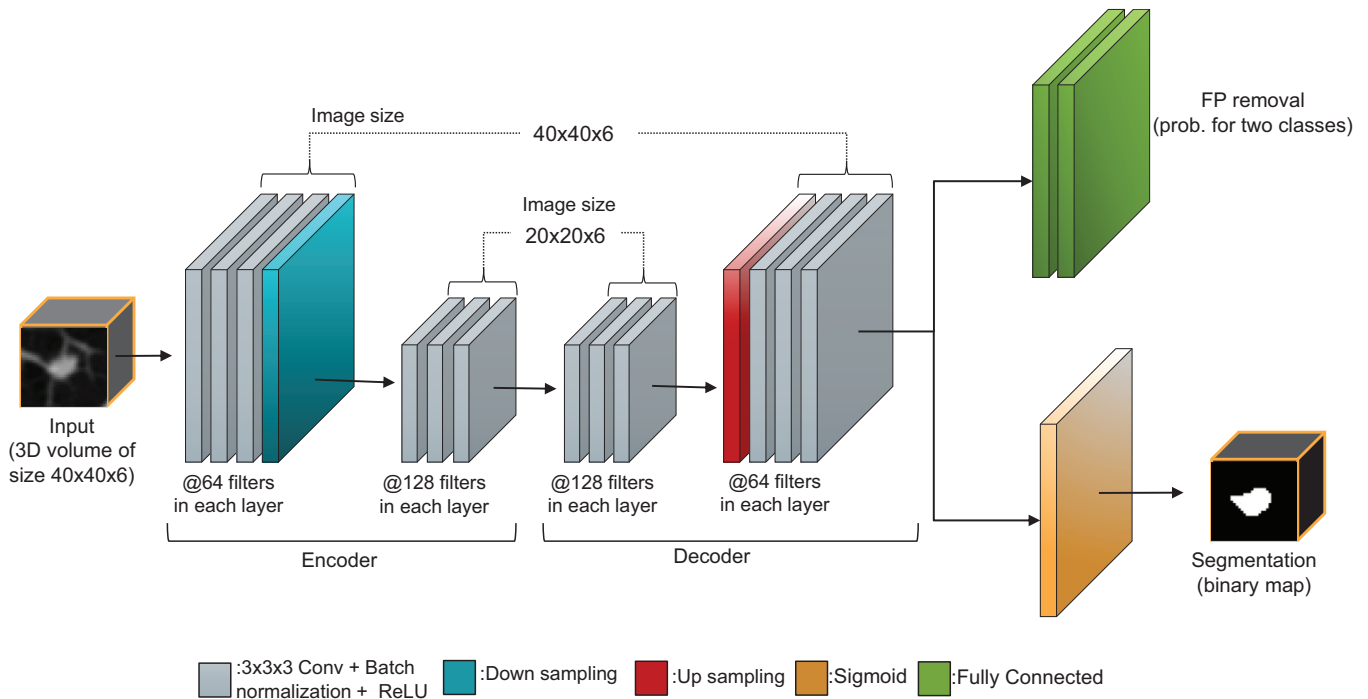 Image size
40x40x6
FP removal
(prob. for two classes)
Image size
20x20x6
Input
(3D volume of
size 40x40x6)
@64 filters
in each layer
@128 filters
in each layer
@128 filters
in each layer
@64 filters
in each layer
Encoder
Decoder
Segmentation
(binary map)
:3x3x3 Conv + Batch
normalization + ReLU
:Down sampling
:Up sampling
:Sigmoid
:Fully Connected